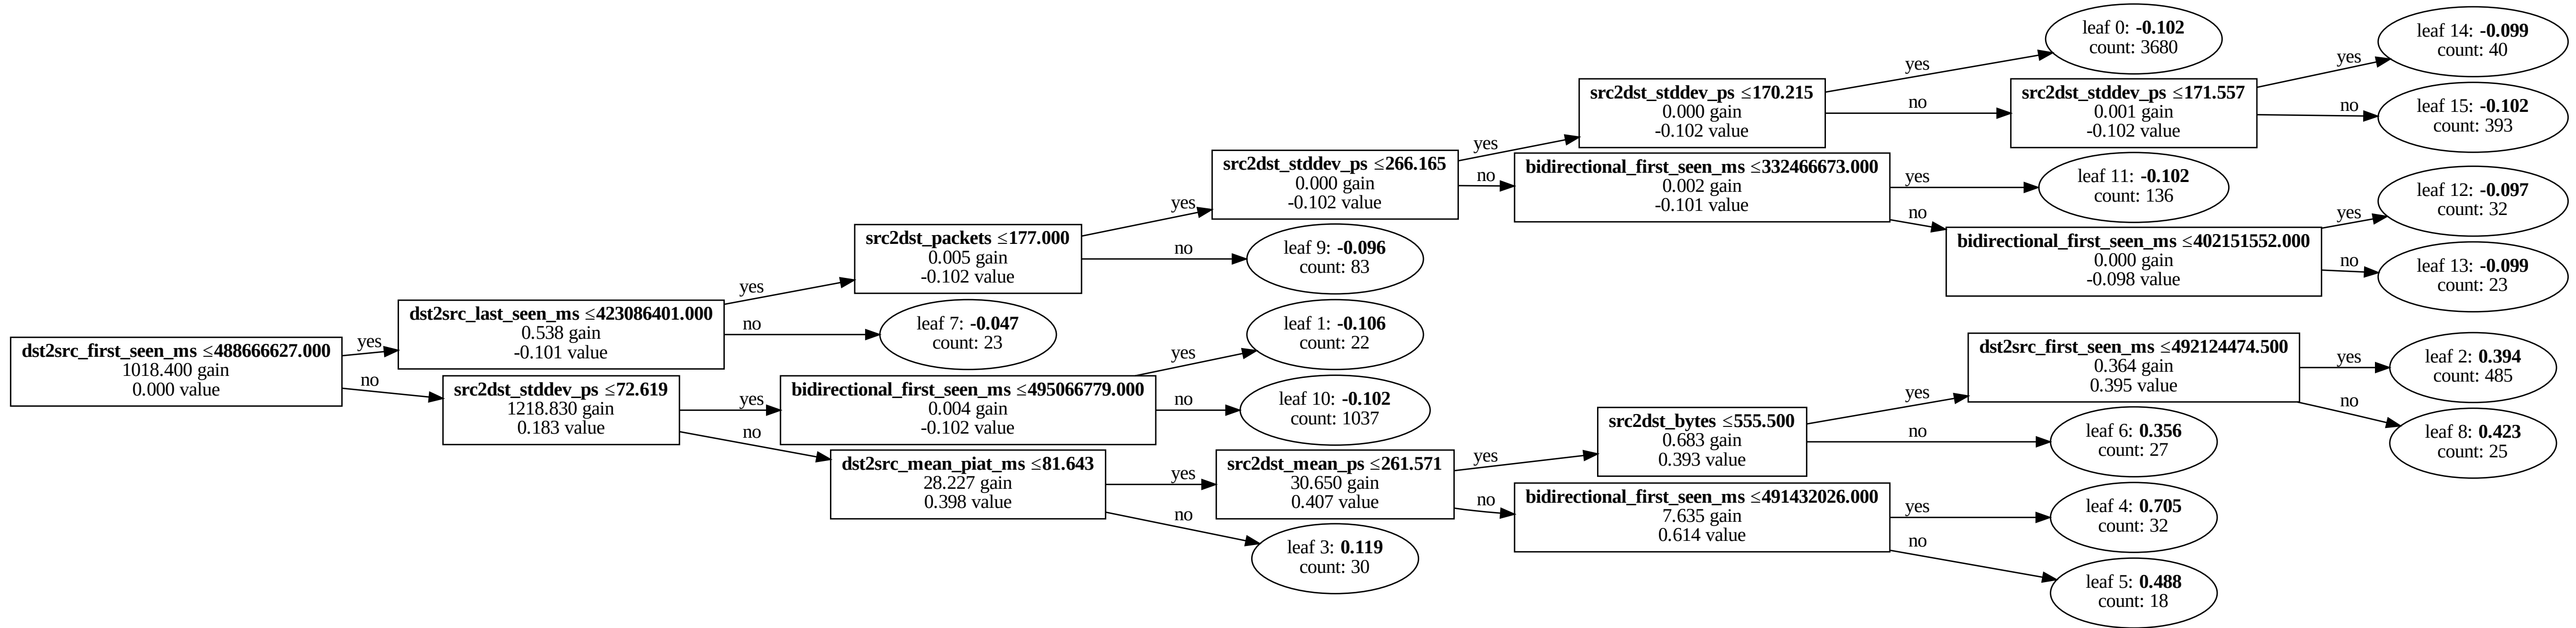 dst2src_first_seen_ms ≤488666627.000
1018.400 gain
0.000 value
yes
no
dst2src_last_seen_ms ≤423086401.000
0.538 gain
-0.101 value
yes
no
src2dst_packets ≤177.000
0.005 gain
-0.102 value
yes
no
src2dst_stddev_ps ≤266.165
0.000 gain
-0.102 value
yes
no
src2dst_stddev_ps ≤170.215
0.000 gain
-0.102 value
yes
no
leaf 0: -0.102
count: 3680
src2dst_stddev_ps ≤171.557
0.001 gain
-0.102 value
yes
no
leaf 14: -0.099
count: 40
leaf 15: -0.102
count: 393
bidirectional_first_seen_ms ≤332466673.000
0.002 gain
-0.101 value
yes
no
leaf 11: -0.102
count: 136
bidirectional_first_seen_ms ≤402151552.000
0.000 gain
-0.098 value
yes
no
leaf 12: -0.097
count: 32
leaf 13: -0.099
count: 23
leaf 9: -0.096
count: 83
leaf 7: -0.047
count: 23
src2dst_stddev_ps ≤72.619
1218.830 gain
0.183 value
yes
no
bidirectional_first_seen_ms ≤495066779.000
0.004 gain
-0.102 value
yes
no
leaf 1: -0.106
count: 22
leaf 10: -0.102
count: 1037
dst2src_mean_piat_ms ≤81.643
28.227 gain
0.398 value
yes
no
src2dst_mean_ps ≤261.571
30.650 gain
0.407 value
yes
no
src2dst_bytes ≤555.500
0.683 gain
0.393 value
yes
no
dst2src_first_seen_ms ≤492124474.500
0.364 gain
0.395 value
yes
no
leaf 2: 0.394
count: 485
leaf 8: 0.423
count: 25
leaf 6: 0.356
count: 27
bidirectional_first_seen_ms ≤491432026.000
7.635 gain
0.614 value
yes
no
leaf 4: 0.705
count: 32
leaf 5: 0.488
count: 18
leaf 3: 0.119
count: 30